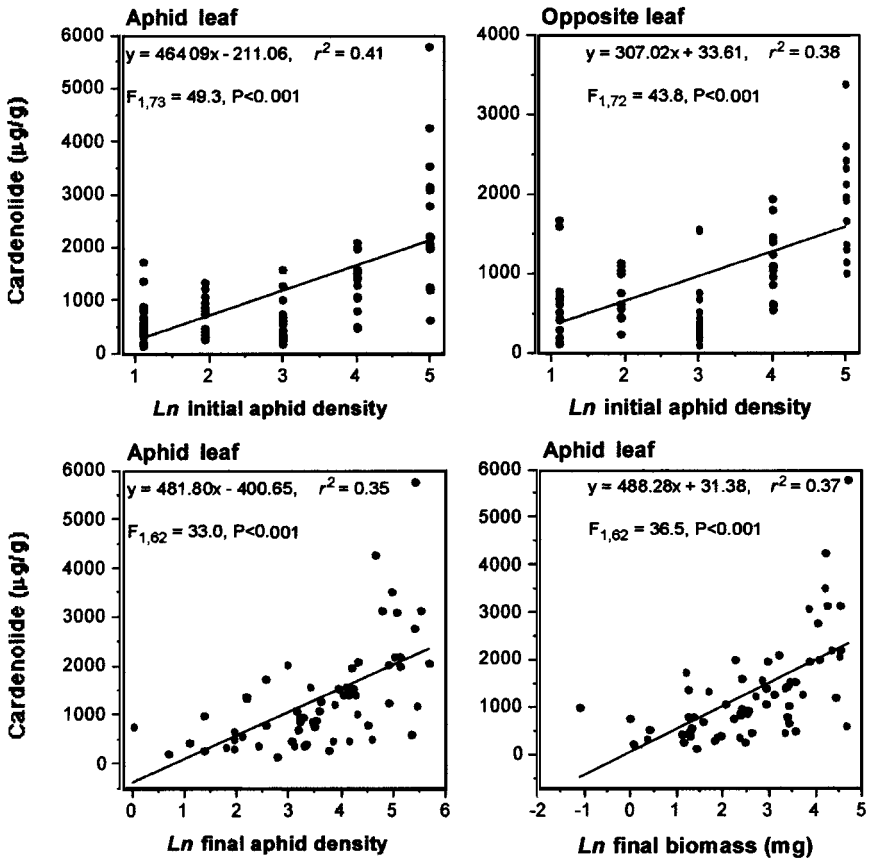 Aphid leaf
y = 46409x - 211.06, r² = 0.41
F1,73 = 49.3, P<0.001
Cardenolide (µg/g)
6000
5000
4000
3000
2000
1000
0
1 2 3 4 5
Ln initial aphid density
Opposite leaf
y = 307.02x + 33.61, r² = 0.38
F1,72 = 43.8, P<0.001
4000
3000
2000
1000
0
1 2 3 4 5
Ln initial aphid density
Aphid leaf
y = 481.80x - 400.65, r² = 0.35
F1,62 = 33.0, P<0.001
Cardenolide (µg/g)
6000
5000
4000
3000
2000
1000
0
0 1 2 3 4 5 6
Ln final aphid density
Aphid leaf
y = 488.28x + 31.38, r² = 0.37
F1,62 = 36.5, P<0.001
6000
5000
4000
3000
2000
1000
0
-2 -1 0 1 2 3 4 5
Ln final biomass (mg)